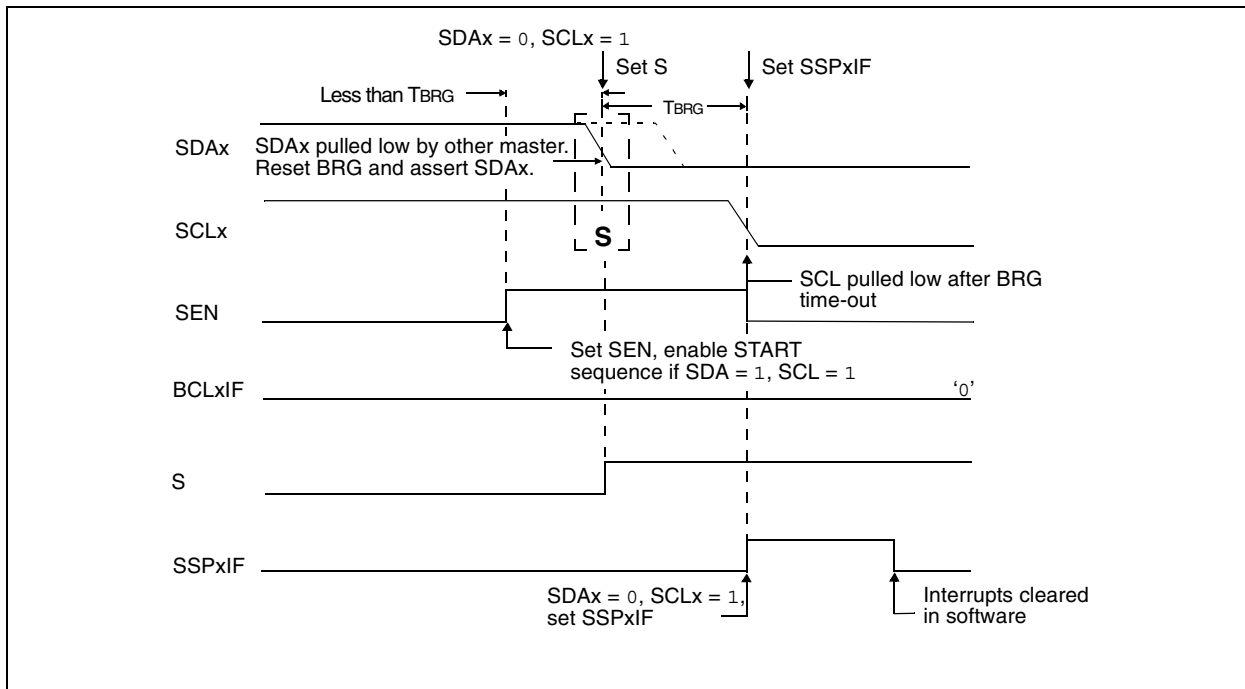 SDAx = 0, SCLx = 1
Set S
Set SSPxIF
Less than TBRG
TBRG
SDAx
SDAx pulled low by other master.
Reset BRG and assert SDAx.
SCLx
S
SCL pulled low after BRG
time-out
SEN
Set SEN, enable START
sequence if SDA = 1, SCL = 1
BCLxIF
‘0’
S
SSPxIF
SDAx = 0, SCLx = 1,
set SSPxIF
Interrupts cleared
in software